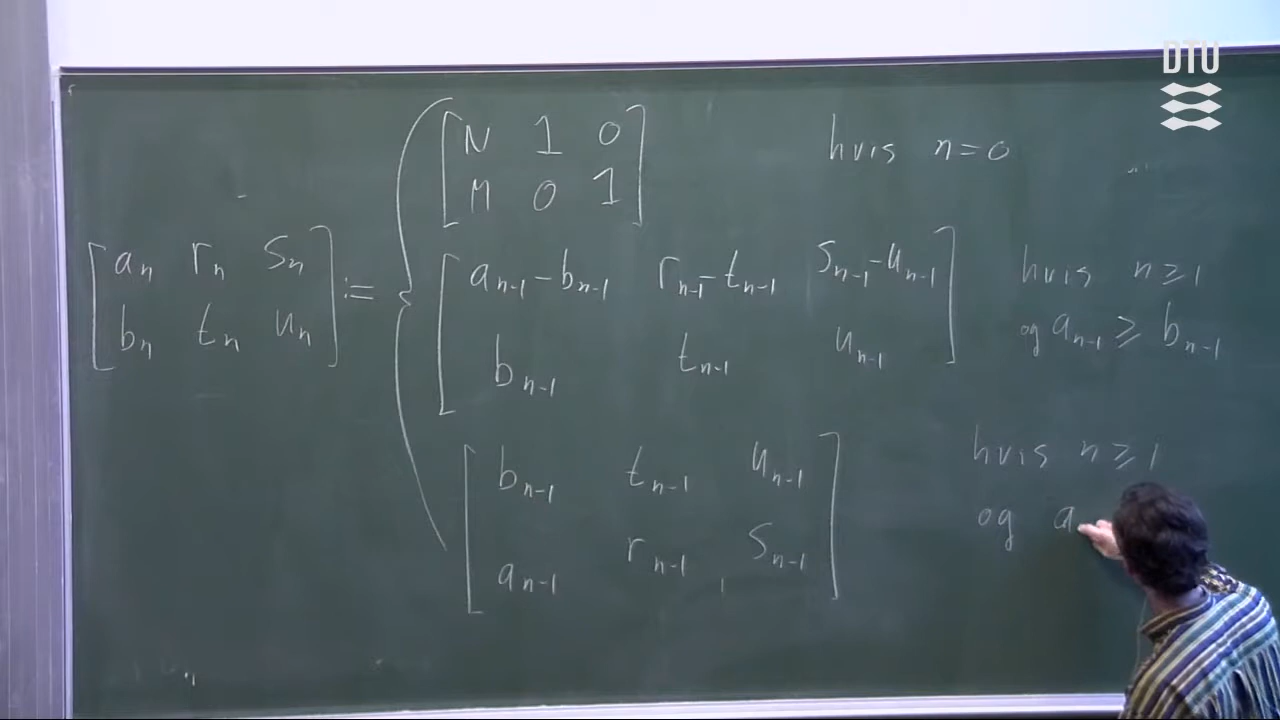 DTU
N 1 0
M 0 1
hvis n=0
a_n r_n s_n
b_n t_n u_n
:=
a_{n-1}-b_{n-1} r_{n-1}-t_{n-1} s_{n-1}-u_{n-1}
b_{n-1} t_{n-1} u_{n-1}
hvis n≥1
og a_{n-1} ≥ b_{n-1}
b_{n-1} t_{n-1} u_{n-1}
a_{n-1} r_{n-1} s_{n-1}
hvis n≥1
og a